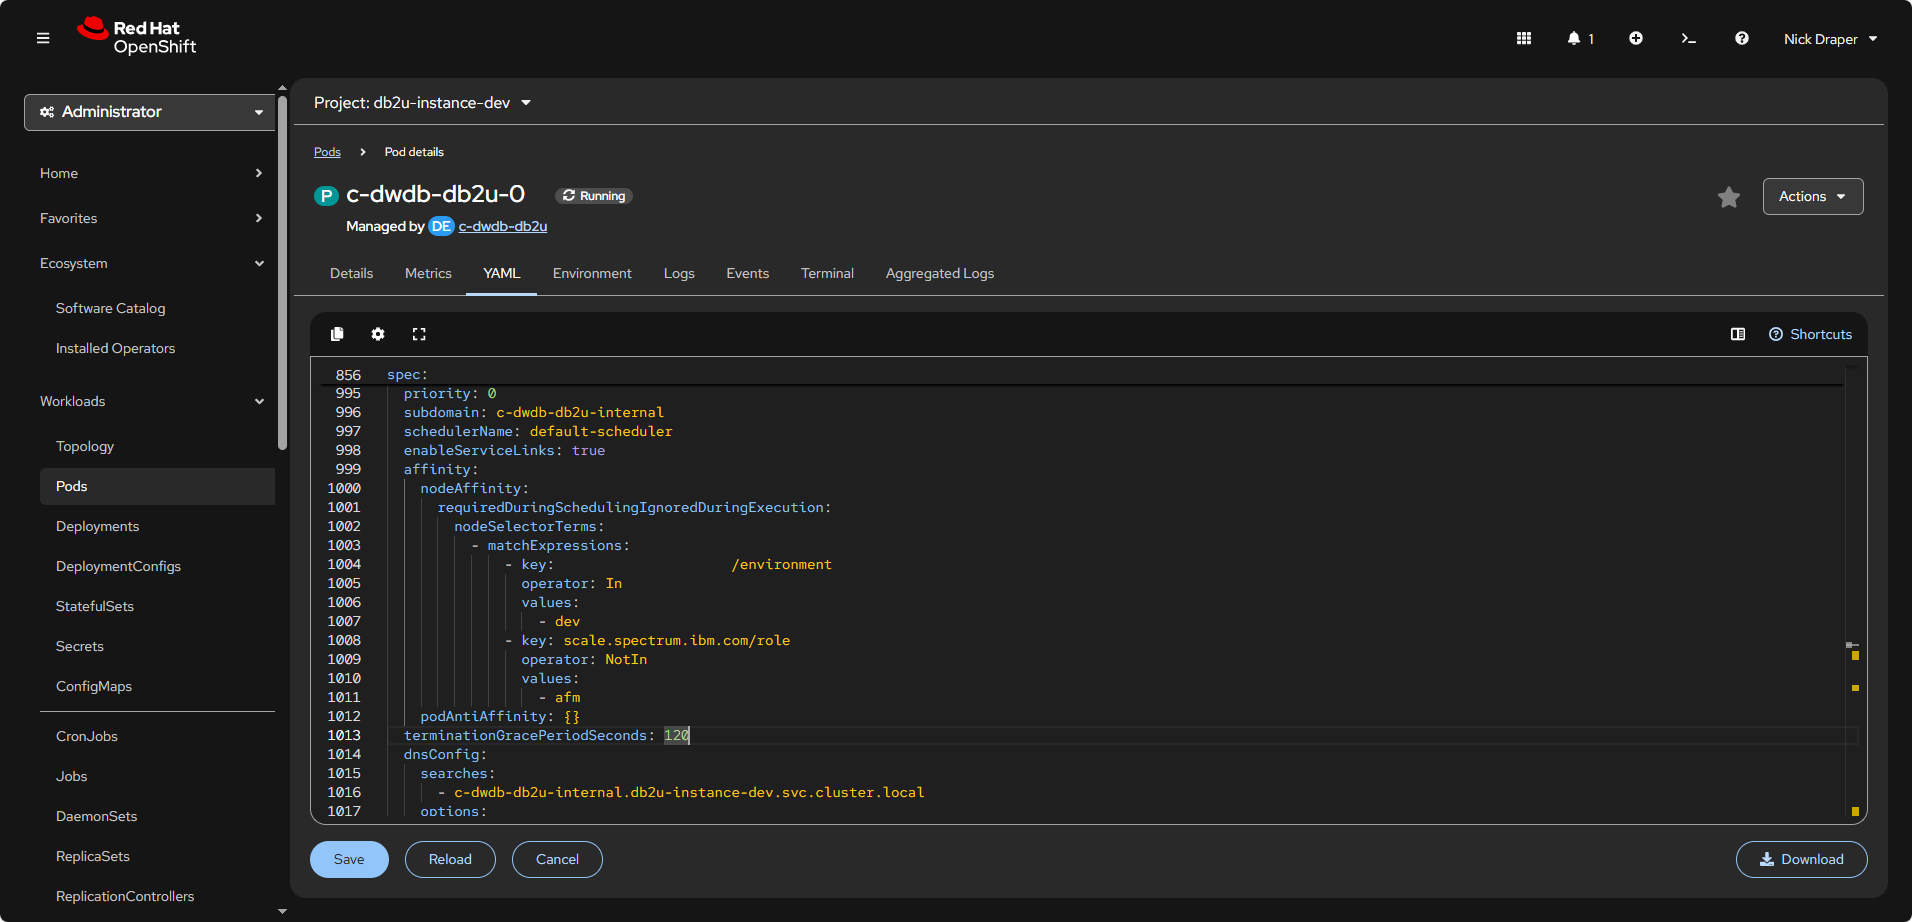 Red Hat
OpenShift
1
Nick Draper
Administrator
Home
Favorites
Ecosystem
Software Catalog
Installed Operators
Workloads
Topology
Pods
Deployments
DeploymentConfigs
StatefulSets
Secrets
ConfigMaps
CronJobs
Jobs
DaemonSets
ReplicaSets
ReplicationControllers
Project: db2u-instance-dev
Pods > Pod details
P c-dwdb-db2u-0 Running
Managed by DE c-dwdb-db2u
Actions
Details Metrics YAML Environment Logs Events Terminal Aggregated Logs
Shortcuts
856 spec:
995 priority: 0
996 subdomain: c-dwdb-db2u-internal
997 schedulerName: default-scheduler
998 enableServiceLinks: true
999 affinity:
1000 nodeAffinity:
1001 requiredDuringSchedulingIgnoredDuringExecution:
1002 nodeSelectorTerms:
1003 - matchExpressions:
1004 - key: /environment
1005 operator: In
1006 values:
1007 - dev
1008 - key: scale.spectrum.ibm.com/role
1009 operator: NotIn
1010 values:
1011 - afm
1012 podAntiAffinity: {}
1013 terminationGracePeriodSeconds: 120
1014 dnsConfig:
1015 searches:
1016 - c-dwdb-db2u-internal.db2u-instance-dev.svc.cluster.local
1017 options:
Save Reload Cancel Download